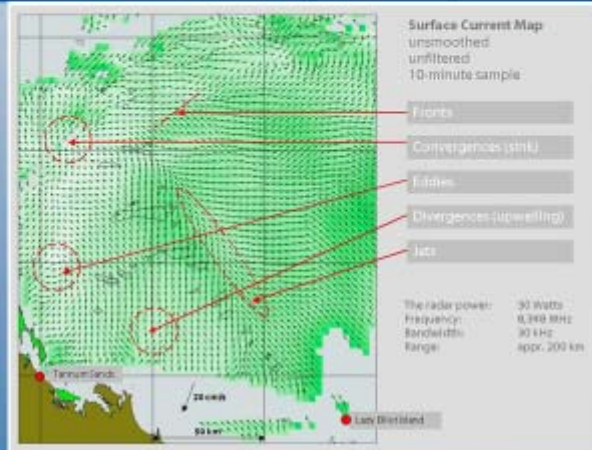 Surface Current Map
unsmoothed
unfiltered
10-minute sample
Fronts
Convergences (sink)
Eddies
Divergences (upwelling)
Jets
The radar power: 30 Watts
Frequency: MHz
Bandwidth: 30 kHz
Range: appr. 200 km
Tannum Sands
20 cm/s
50 km
Lady Elliot Island